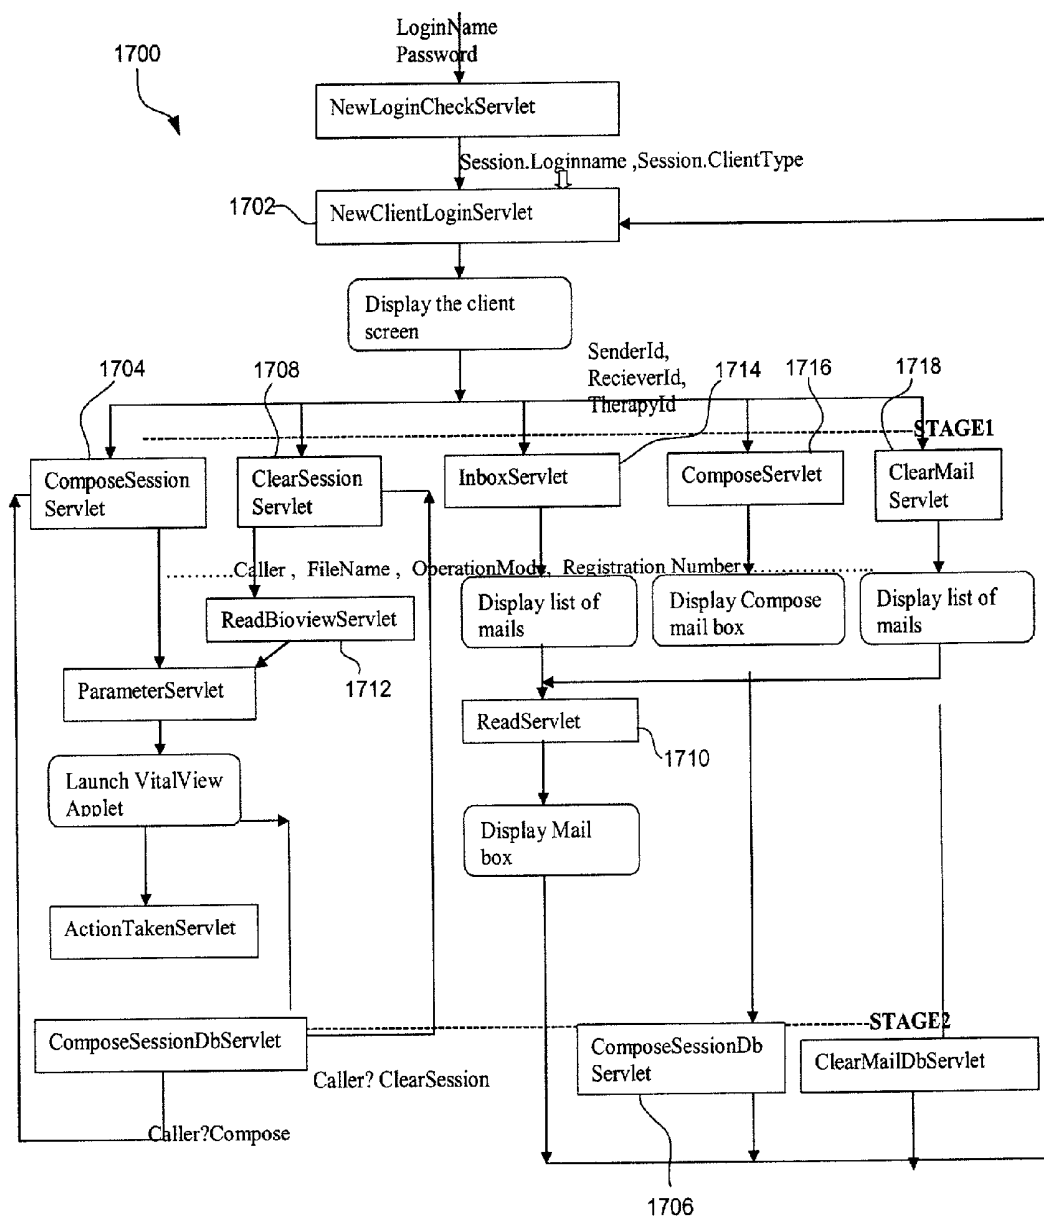 LoginName
Password
1700
NewLoginCheckServlet
Session.Loginname ,Session.ClientType
1702
NewClientLoginServlet
Display the client
screen
SenderId,
RecieverId,
TherapyId
1704
1708
1714
1716
1718
STAGE1
ComposeSession
Servlet
ClearSession
Servlet
InboxServlet
ComposeServlet
ClearMail
Servlet
Caller , FileName , OperationMode, Registration Number
ReadBioviewServlet
Display list of
mails
Display Compose
mail box
Display list of
mails
1712
ParameterServlet
ReadServlet
1710
Launch VitalView
Applet
Display Mail
box
ActionTakenServlet
STAGE2
ComposeSessionDbServlet
ComposeSessionDb
Servlet
ClearMailDbServlet
Caller? ClearSession
Caller?Compose
1706